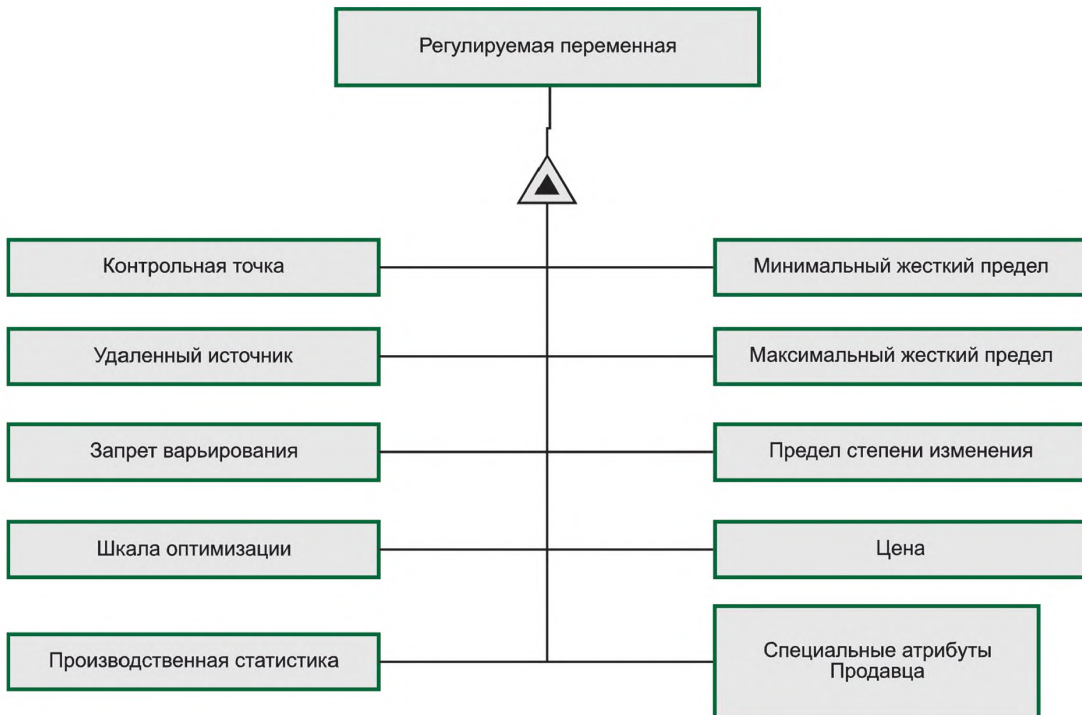 Регулируемая переменная
Контрольная точка
Минимальный жесткий предел
Удаленный источник
Максимальный жесткий предел
Запрет варьирования
Предел степени изменения
Шкала оптимизации
Цена
Производственная статистика
Специальные атрибуты
Продавца